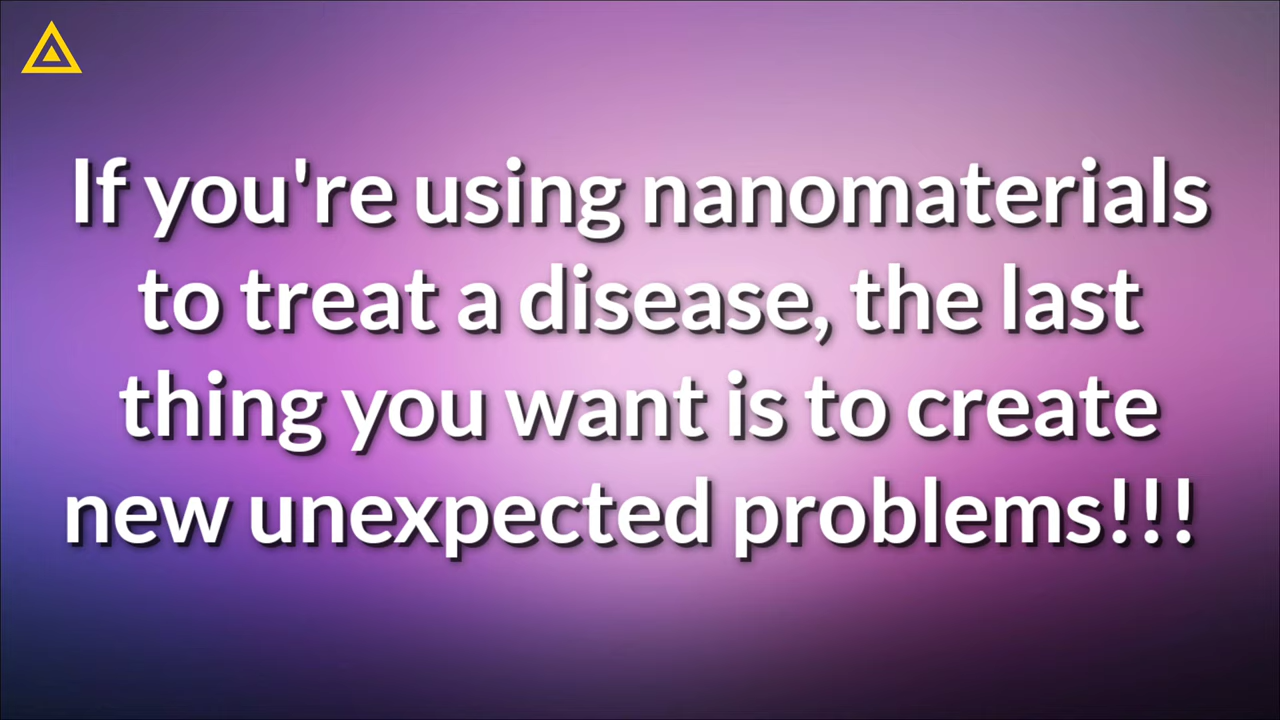 If you're using nanomaterials
to treat a disease, the last
thing you want is to create
new unexpected problems!!!